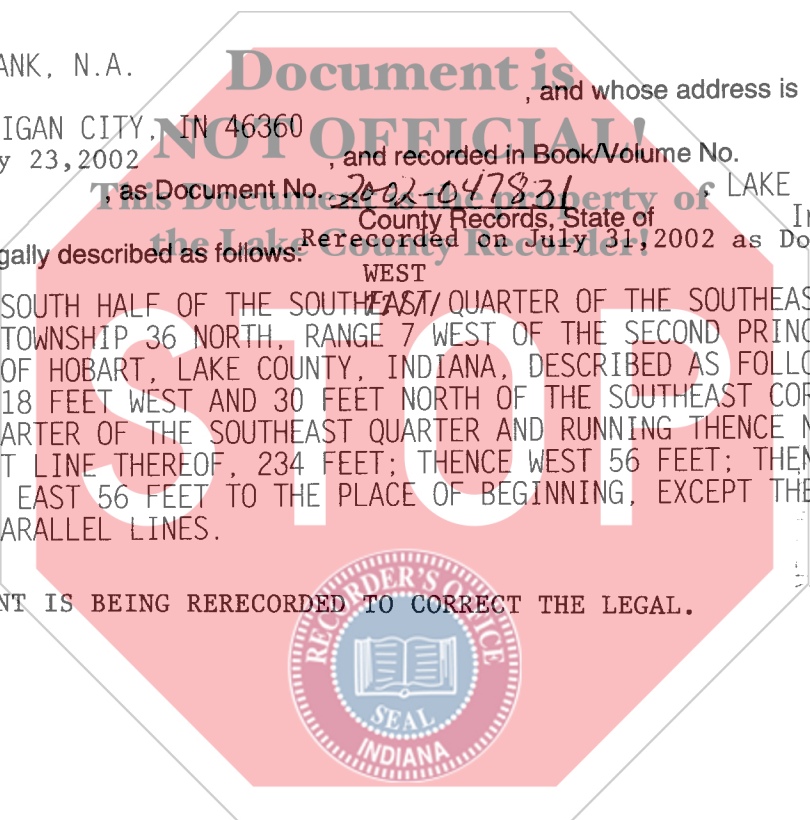 ANK, N.A.
Document is
, and whose address is
IGAN CITY, IN 46360
NOT OFFICIAL!
y 23,2002 , and recorded in Book/Volume No.
, as Document No. 2002-047831 , LAKE
This Document is the property of
County Records, State of In
the Lake County Recorder!
gally described as follows: Rerecorded on July 31,2002 as Do
WEST
SOUTH HALF OF THE SOUTHEAST QUARTER OF THE SOUTHEAS
TOWNSHIP 36 NORTH, RANGE 7 WEST OF THE SECOND PRINC
OF HOBART, LAKE COUNTY, INDIANA, DESCRIBED AS FOLLO
18 FEET WEST AND 30 FEET NORTH OF THE SOUTHEAST COR
ARTER OF THE SOUTHEAST QUARTER AND RUNNING THENCE N
T LINE THEREOF, 234 FEET; THENCE WEST 56 FEET; THEN
EAST 56 FEET TO THE PLACE OF BEGINNING, EXCEPT THE
ARALLEL LINES.
STOP
NT IS BEING RERECORDED TO CORRECT THE LEGAL.
RECORDER'S OFFICE
SEAL
INDIANA